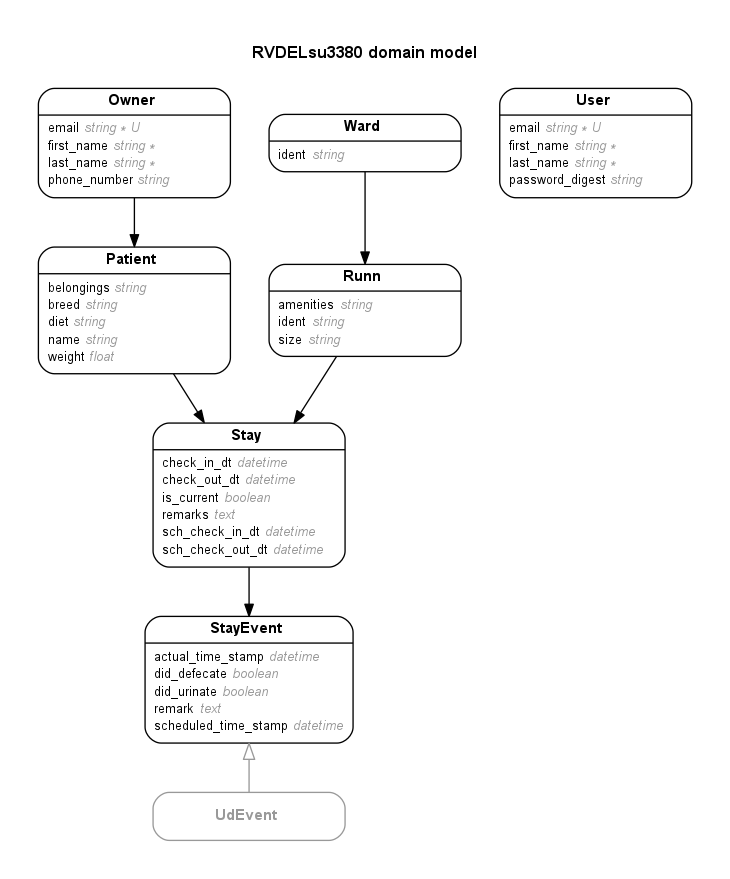 RVDELsu3380 domain model
Owner
email string ∗ U
first_name string ∗
last_name string ∗
phone_number string
Ward
ident string
User
email string ∗ U
first_name string ∗
last_name string ∗
password_digest string
Patient
belongings string
breed string
diet string
name string
weight float
Runn
amenities string
ident string
size string
Stay
check_in_dt datetime
check_out_dt datetime
is_current boolean
remarks text
sch_check_in_dt datetime
sch_check_out_dt datetime
StayEvent
actual_time_stamp datetime
did_defecate boolean
did_urinate boolean
remark text
scheduled_time_stamp datetime
UdEvent